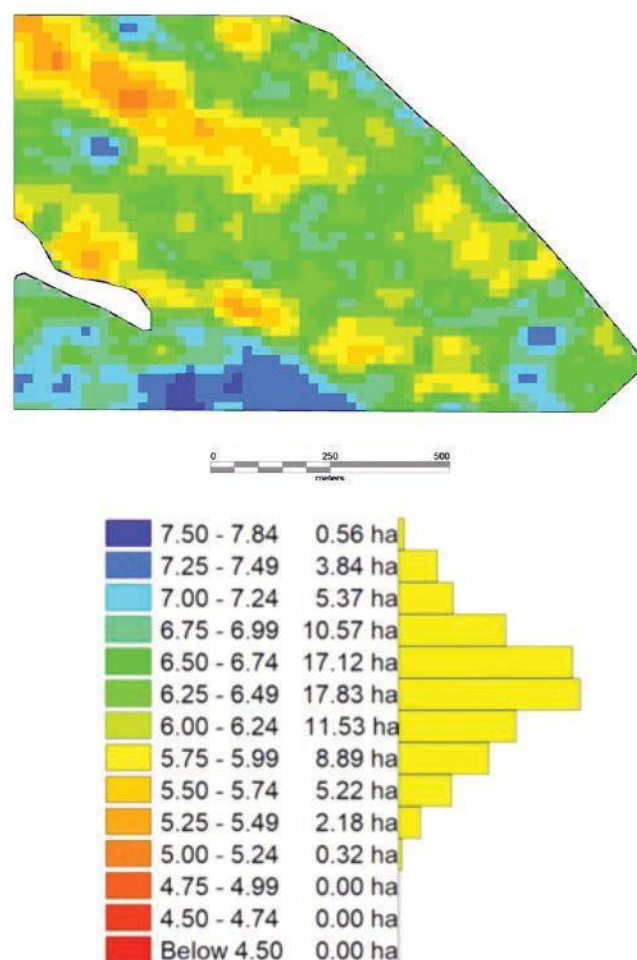 0 250 500
meters
7.50 - 7.84 0.56 ha
7.25 - 7.49 3.84 ha
7.00 - 7.24 5.37 ha
6.75 - 6.99 10.57 ha
6.50 - 6.74 17.12 ha
6.25 - 6.49 17.83 ha
6.00 - 6.24 11.53 ha
5.75 - 5.99 8.89 ha
5.50 - 5.74 5.22 ha
5.25 - 5.49 2.18 ha
5.00 - 5.24 0.32 ha
4.75 - 4.99 0.00 ha
4.50 - 4.74 0.00 ha
Below 4.50 0.00 ha